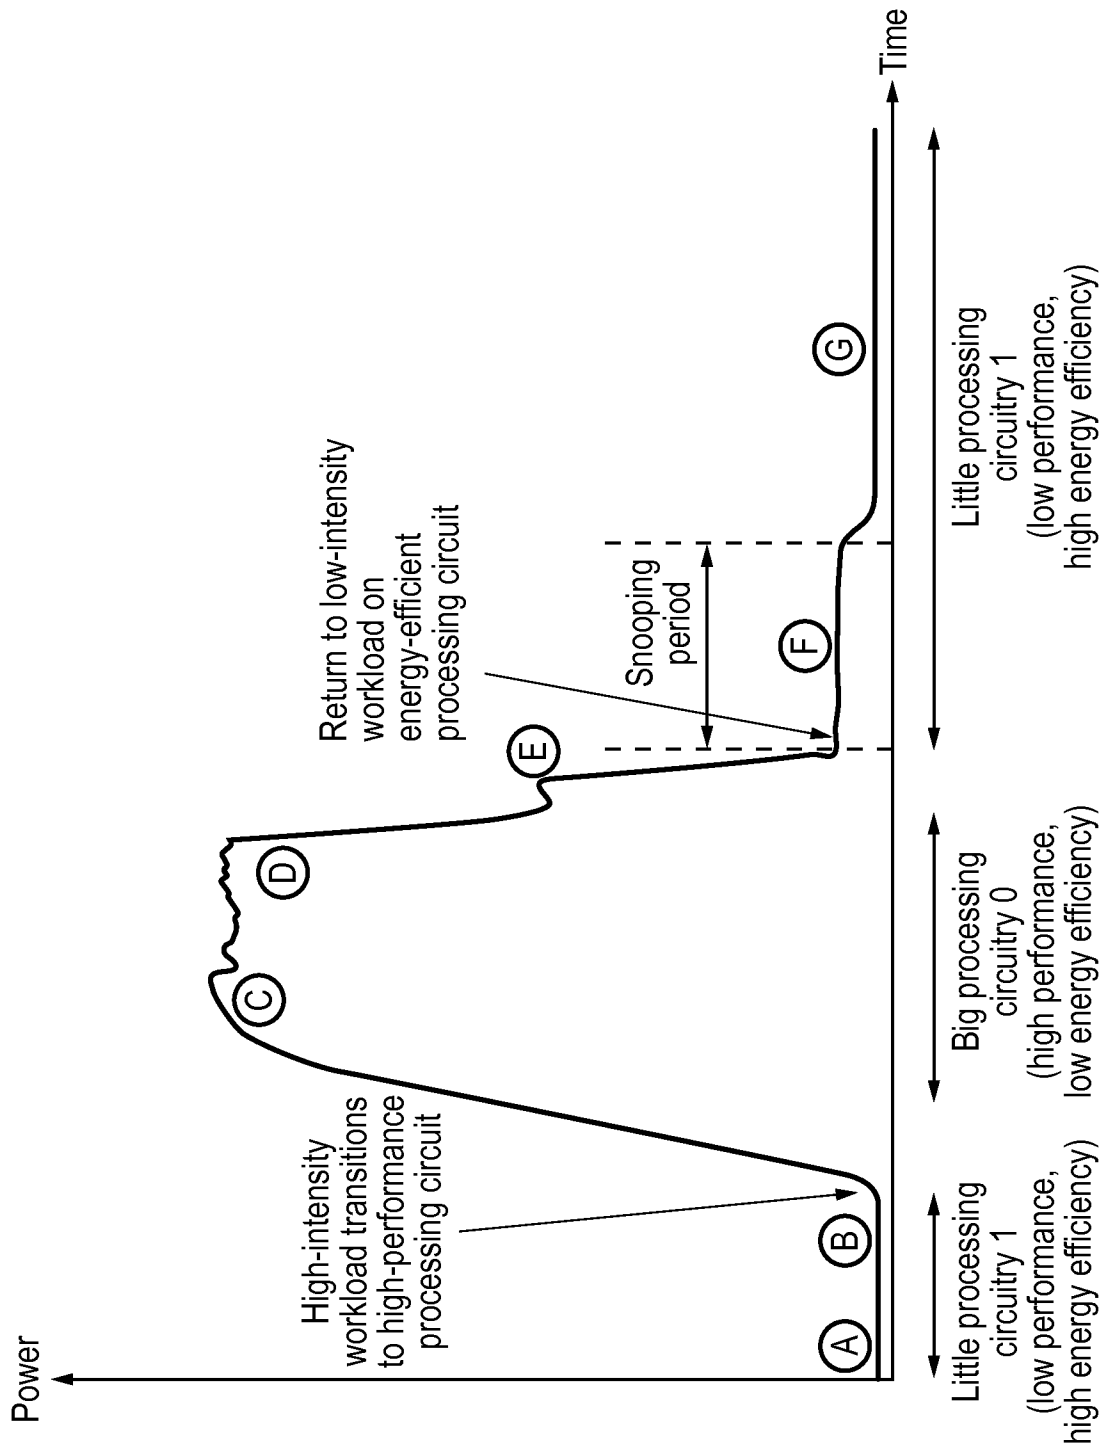 Power
High-intensity
workload transitions
to high-performance
processing circuit
Return to low-intensity
workload on
energy-efficient
processing circuit
Snooping
period
A
B
C
D
E
F
G
Time
Little processing
circuitry 1
(low performance,
high energy efficiency)
Big processing
circuitry 0
(high performance,
low energy efficiency)
Little processing
circuitry 1
(low performance,
high energy efficiency)